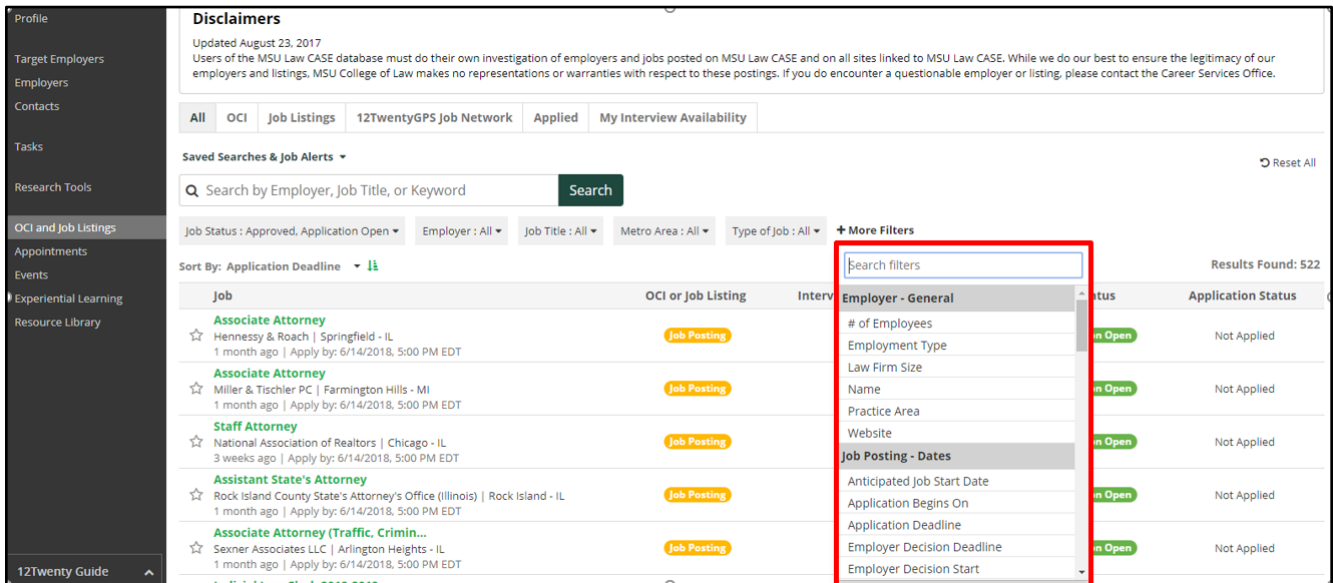 Profile
Target Employers
Employers
Contacts
Tasks
Research Tools
OCI and Job Listings
Appointments
Events
Experiential Learning
Resource Library
12Twenty Guide
Disclaimers
Updated August 23, 2017
Users of the MSU Law CASE database must do their own investigation of employers and jobs posted on MSU Law CASE and on all sites linked to MSU Law CASE. While we do our best to ensure the legitimacy of our
employers and listings, MSU College of Law makes no representations or warranties with respect to these postings. If you do encounter a questionable employer or listing, please contact the Career Services Office.
All OCI Job Listings 12TwentyGPS Job Network Applied My Interview Availability
Saved Searches & Job Alerts
Reset All
Search by Employer, Job Title, or Keyword Search
Job Status : Approved, Application Open Employer : All Job Title : All Metro Area : All Type of Job : All + More Filters
Sort By: Application Deadline
Results Found: 522
Job OCI or Job Listing Interv atus Application Status
Associate Attorney
Hennessy & Roach | Springfield - IL Job Posting n Open Not Applied
1 month ago | Apply by: 6/14/2018, 5:00 PM EDT
Associate Attorney
Miller & Tischler PC | Farmington Hills - MI Job Posting n Open Not Applied
1 month ago | Apply by: 6/14/2018, 5:00 PM EDT
Staff Attorney
National Association of Realtors | Chicago - IL Job Posting n Open Not Applied
3 weeks ago | Apply by: 6/14/2018, 5:00 PM EDT
Assistant State's Attorney
Rock Island County State's Attorney's Office (Illinois) | Rock Island - IL Job Posting n Open Not Applied
1 month ago | Apply by: 6/14/2018, 5:00 PM EDT
Associate Attorney (Traffic, Crimin...
Sexner Associates LLC | Arlington Heights - IL Job Posting n Open Not Applied
1 month ago | Apply by: 6/14/2018, 5:00 PM EDT
Search filters
Employer - General
# of Employees
Employment Type
Law Firm Size
Name
Practice Area
Website
Job Posting - Dates
Anticipated Job Start Date
Application Begins On
Application Deadline
Employer Decision Deadline
Employer Decision Start